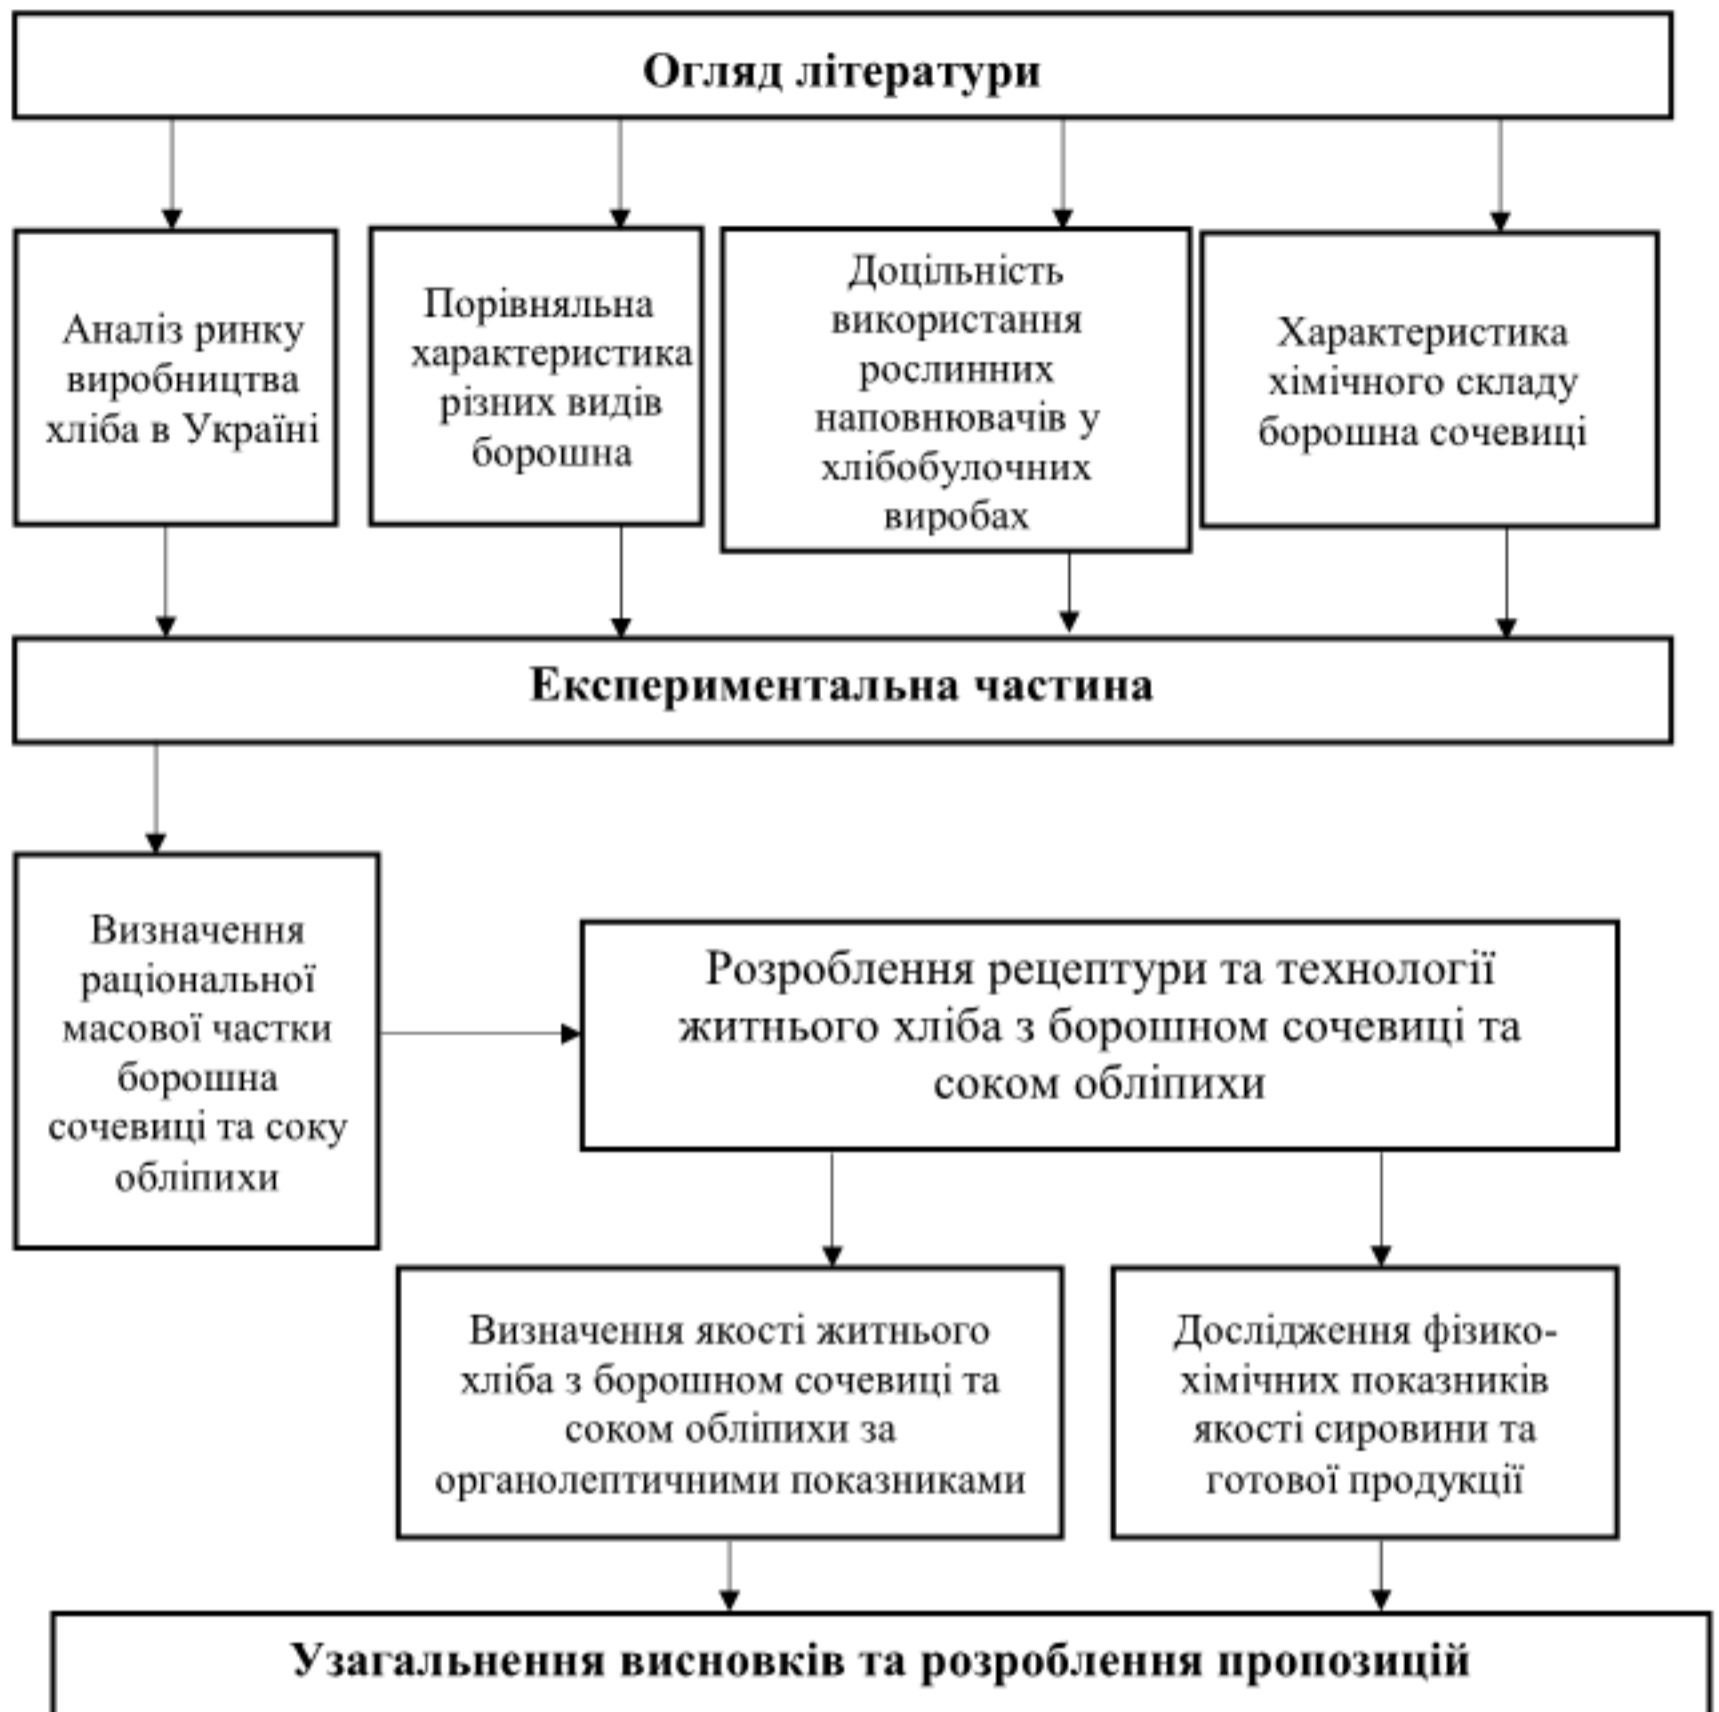 Огляд літератури
Аналіз ринку
виробництва
хліба в Україні
Порівняльна
характеристика
різних видів
борошна
Доцільність
використання
рослинних
наповнювачів у
хлібобулочних
виробах
Характеристика
хімічного складу
борошна сочевиці
Експериментальна частина
Визначення
раціональної
масової частки
борошна
сочевиці та соку
обліпихи
Розроблення рецептури та технології
житнього хліба з борошном сочевиці та
соком обліпихи
Визначення якості житнього
хліба з борошном сочевиці та
соком обліпихи за
органолептичними показниками
Дослідження фізико-
хімічних показників
якості сировини та
готової продукції
Узагальнення висновків та розроблення пропозицій